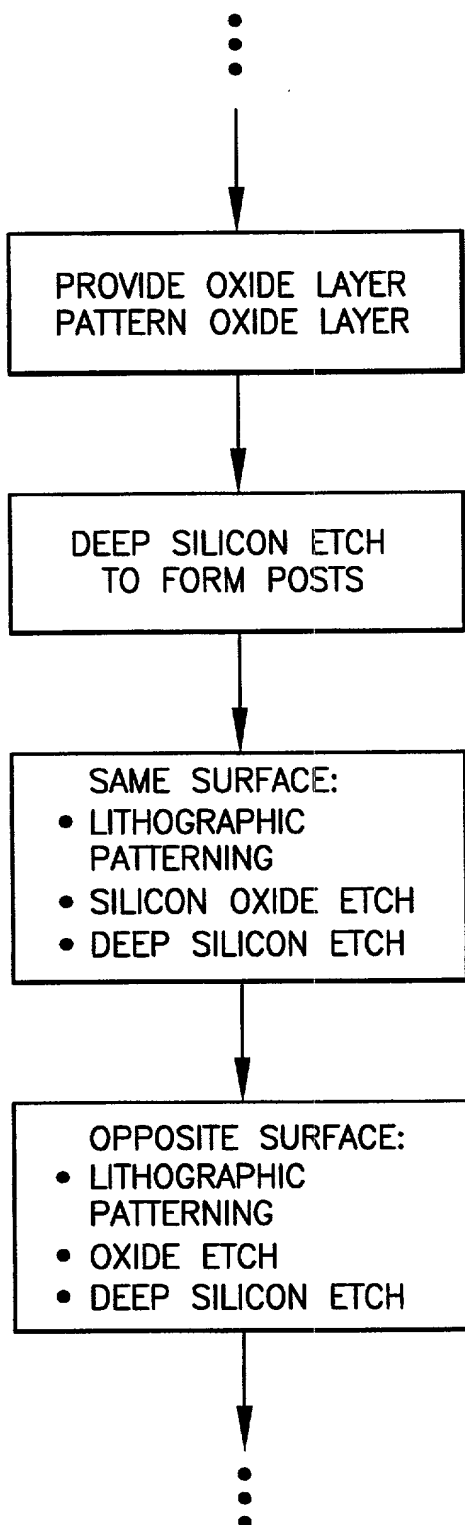 PROVIDE OXIDE LAYER
PATTERN OXIDE LAYER
DEEP SILICON ETCH
TO FORM POSTS
SAME SURFACE:
• LITHOGRAPHIC
PATTERNING
• SILICON OXIDE ETCH
• DEEP SILICON ETCH
OPPOSITE SURFACE:
• LITHOGRAPHIC
PATTERNING
• OXIDE ETCH
• DEEP SILICON ETCH